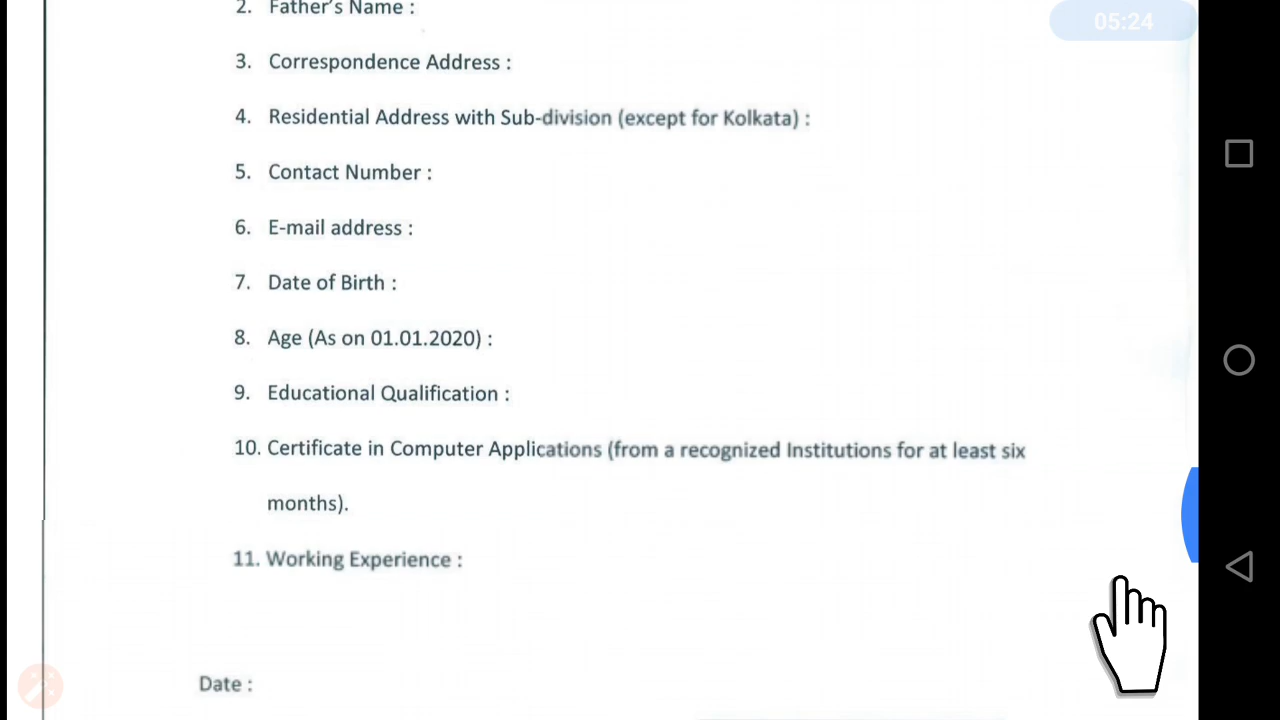 2. Father's Name :
05:24
3. Correspondence Address :
4. Residential Address with Sub-division (except for Kolkata) :
5. Contact Number :
6. E-mail address :
7. Date of Birth :
8. Age (As on 01.01.2020) :
9. Educational Qualification :
10. Certificate in Computer Applications (from a recognized Institutions for at least six
months).
11. Working Experience :
Date :